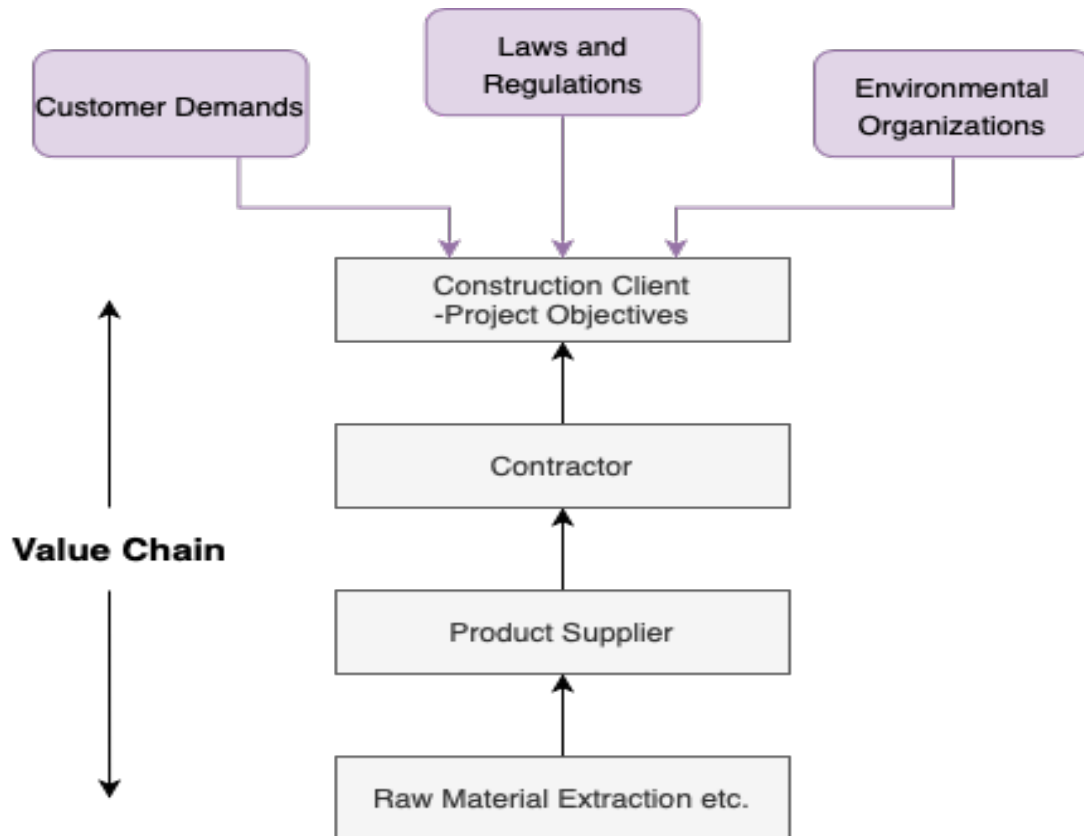 Customer Demands
Laws and
Regulations
Environmental
Organizations
Construction Client
-Project Objectives
Contractor
Value Chain
Product Supplier
Raw Material Extraction etc.